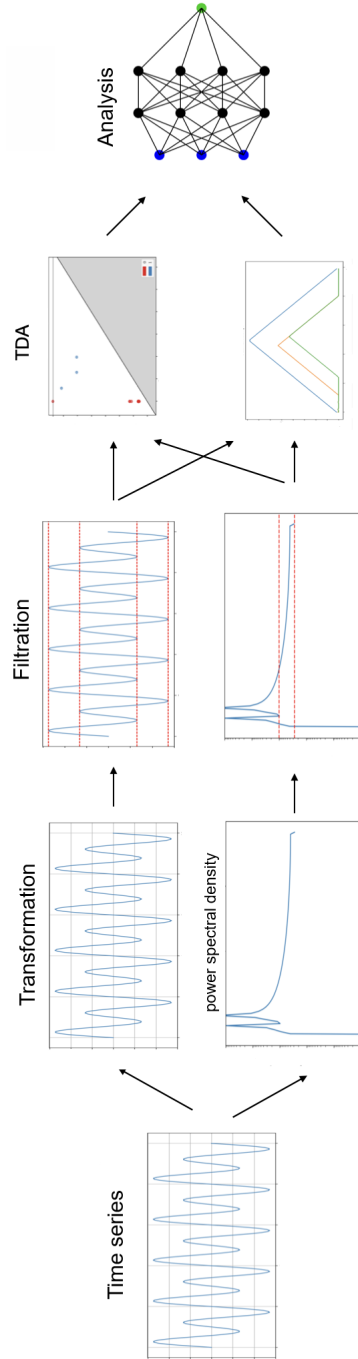 Time series
Transformation
power spectral density
Filtration
TDA
Analysis